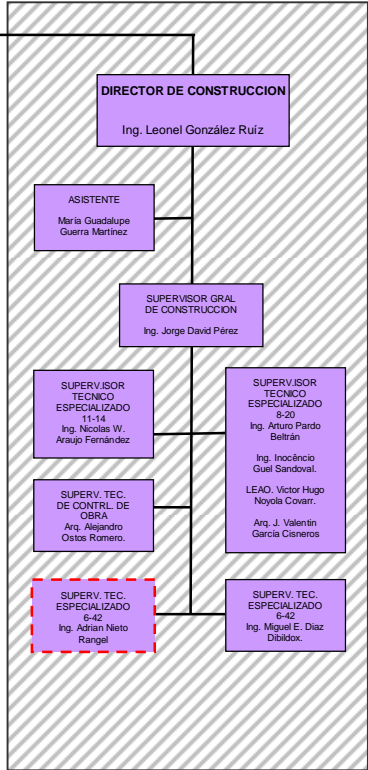 DIRECTOR DE CONSTRUCCION
Ing. Leonel González Ruíz
ASISTENTE
María Guadalupe
Guerra Martínez
SUPERVISOR GRAL
DE CONSTRUCCION
Ing. Jorge David Pérez
SUPERV.ISOR
TECNICO
ESPECIALIZADO
11-14
Ing. Nicolas W.
Araujo Fernández
SUPERVISOR
TECNICO
ESPECIALIZADO
8-20
Ing. Arturo Pardo
Beltrán
Ing. Inocêncio
Guel Sandoval.
LEAO. Victor Hugo
Noyola Covarr.
Arq. J. Valentin
García Cisneros
SUPERV. TEC.
DE CONTRL. DE
OBRA
Arq. Alejandro
Ostos Romero.
SUPERV. TEC.
ESPECIALIZADO
6-42
Ing. Adrian Nieto
Rangel
SUPERV. TEC.
ESPECIALIZADO
6-42
Ing. Miguel E. Diaz
Dibildox.